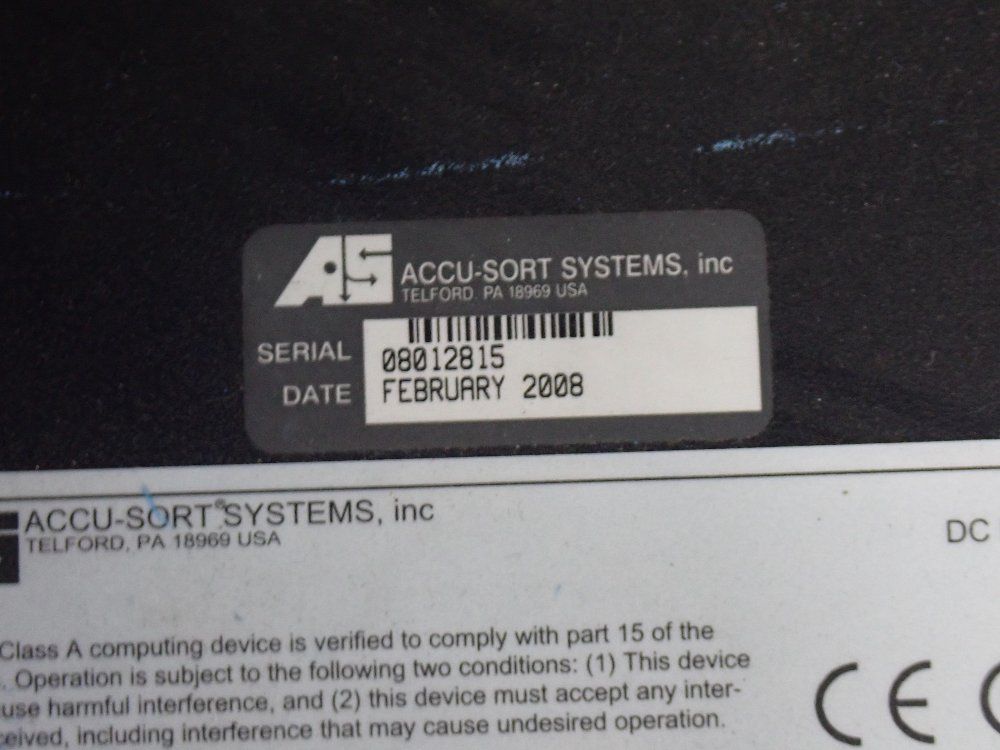 AS
ACCU-SORT SYSTEMS, inc
TELFORD, PA 18969 USA
SERIAL 08012815
DATE FEBRUARY 2008
ACCU-SORT® SYSTEMS, inc
TELFORD, PA 18969 USA
DC
Class A computing device is verified to comply with part 15 of the
. Operation is subject to the following two conditions: (1) This device
use harmful interference, and (2) this device must accept any inter-
ceived, including interference that may cause undesired operation.
CE